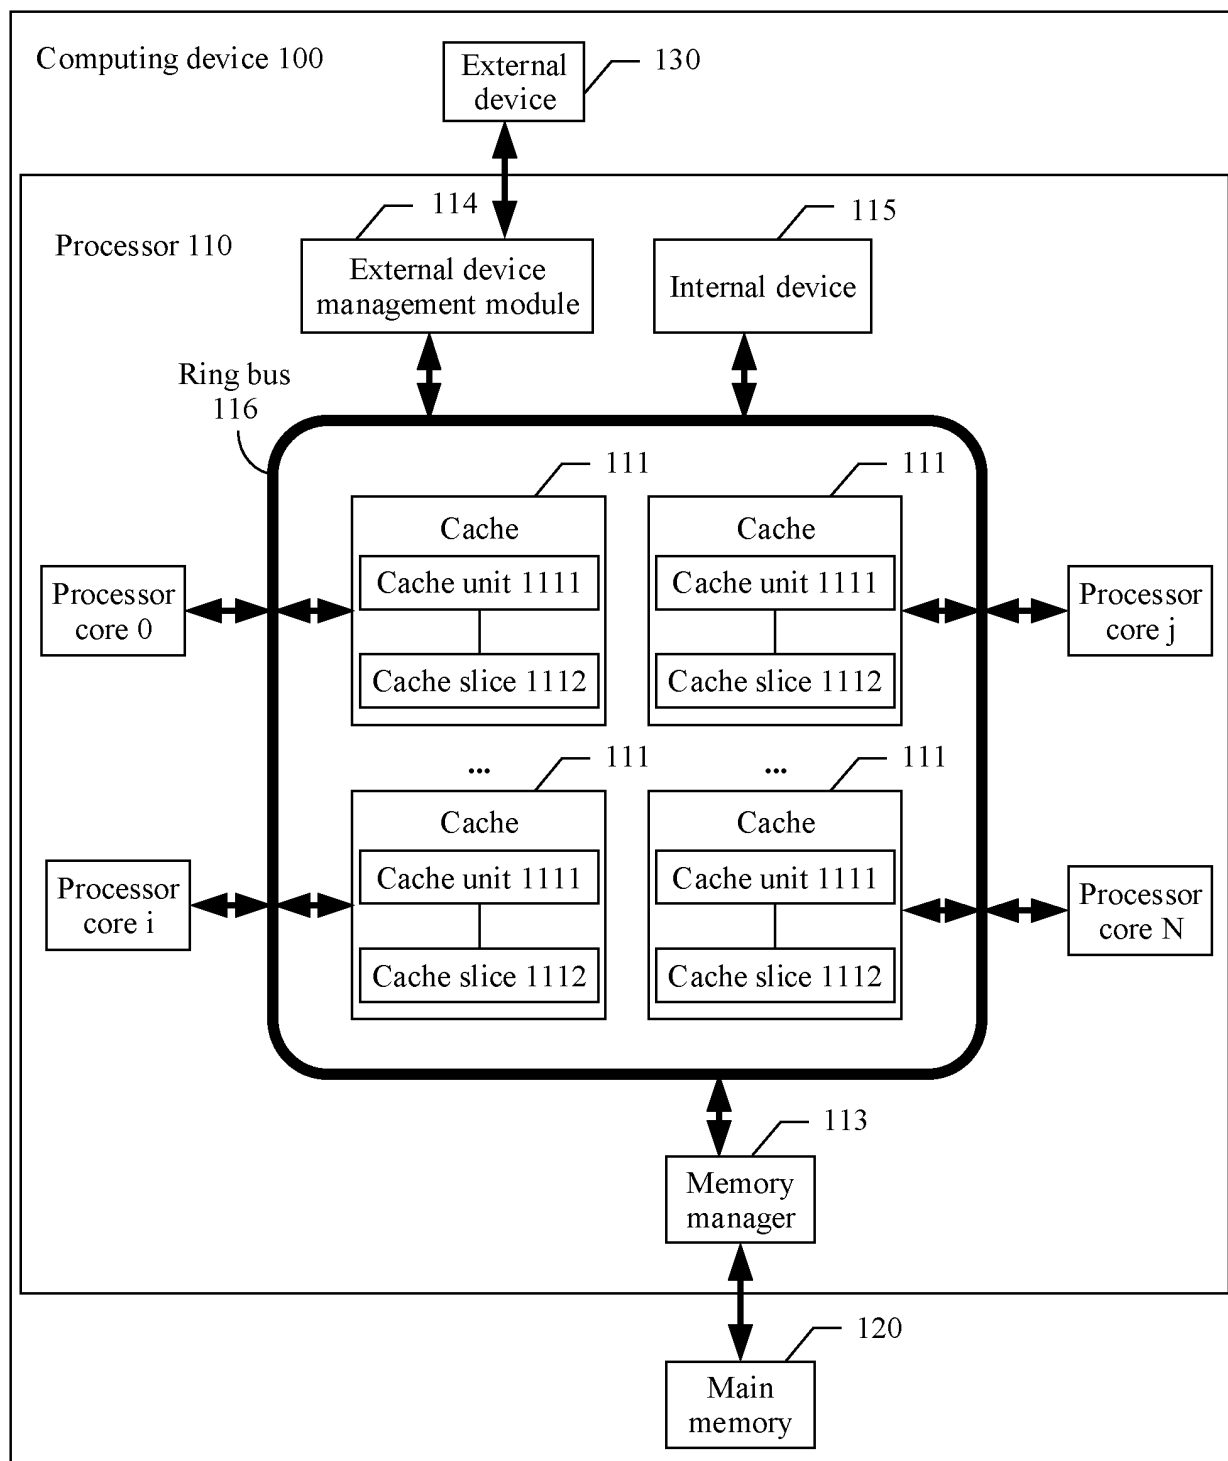 Computing device 100
External
device
130
Processor 110
114
115
External device
management module
Internal device
Ring bus
116
111
111
Cache
Cache
Cache unit 1111
Cache unit 1111
Processor
core 0
Processor
core j
Cache slice 1112
Cache slice 1112
...
111
...
111
Cache
Cache
Cache unit 1111
Cache unit 1111
Processor
core i
Processor
core N
Cache slice 1112
Cache slice 1112
113
Memory
manager
120
Main
memory